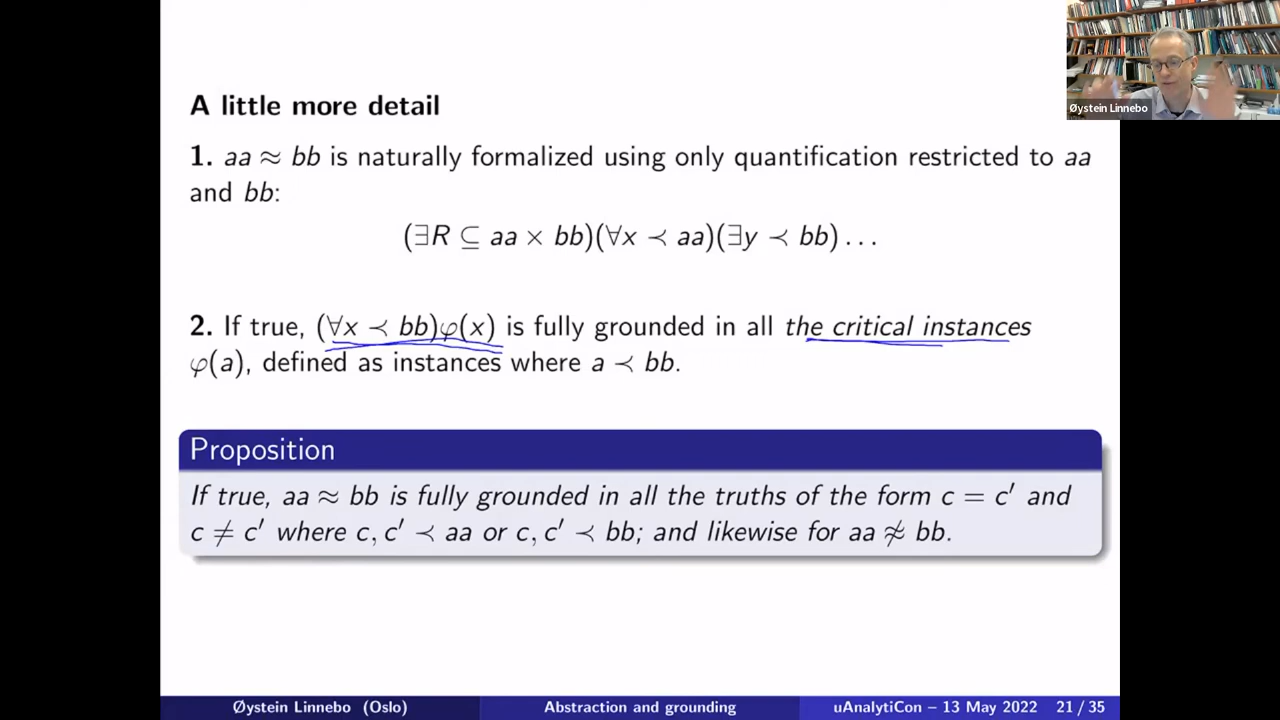 Øystein Linnebo
A little more detail
1. aa ≈ bb is naturally formalized using only quantification restricted to aa
and bb:
(∃R ⊆ aa × bb)(∀x ≺ aa)(∃y ≺ bb) . . .
2. If true, (∀x ≺ bb)φ(x) is fully grounded in all the critical instances
φ(a), defined as instances where a ≺ bb.
Proposition
If true, aa ≈ bb is fully grounded in all the truths of the form c = c′ and
c ≠ c′ where c, c′ ≺ aa or c, c′ ≺ bb; and likewise for aa ≉ bb.
Øystein Linnebo (Oslo) Abstraction and grounding uAnalytiCon – 13 May 2022 21 / 35